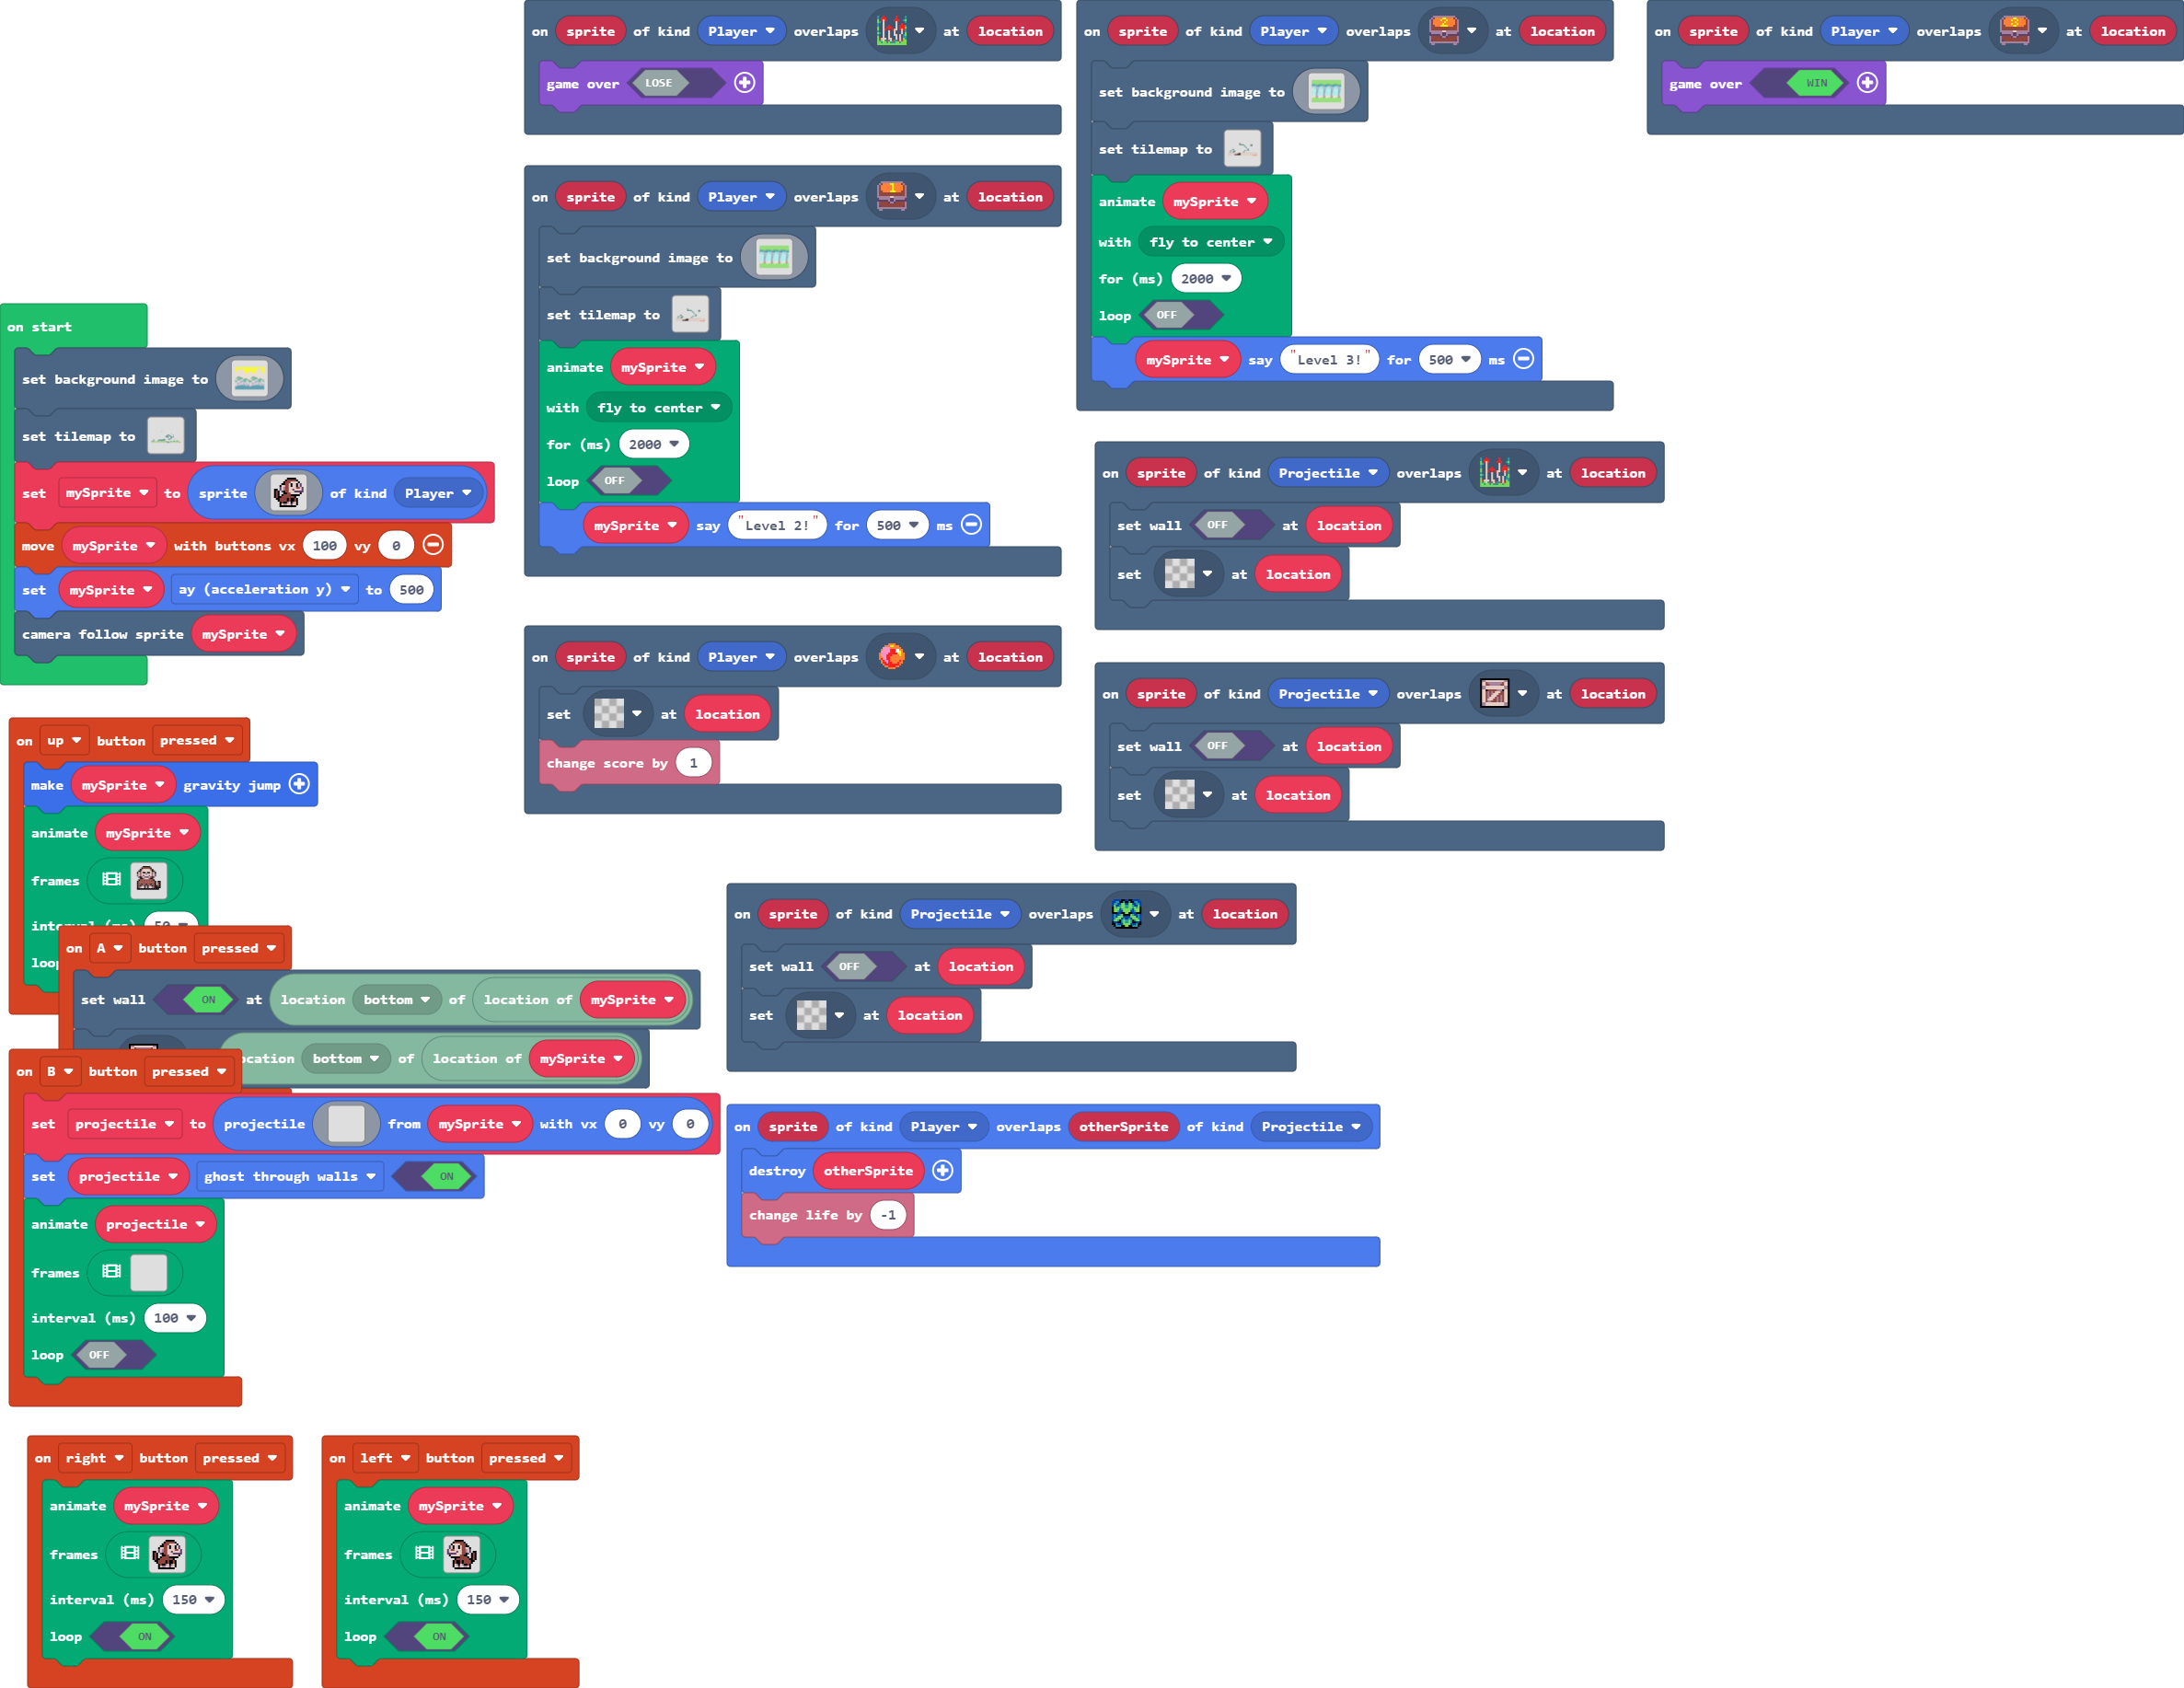 on start
set background image to
set tilemap to
set mySprite to sprite of kind Player
move mySprite with buttons vx 100 vy 0
set mySprite ay (acceleration y) to 500
camera follow sprite mySprite
on up button pressed
make mySprite gravity jump
animate mySprite
frames
interval (ms) 50
loop
on A button pressed
set wall ON at location bottom of location of mySprite
location bottom of location of mySprite
on B button pressed
set projectile to projectile from mySprite with vx 0 vy 0
set projectile ghost through walls ON
animate projectile
frames
interval (ms) 100
loop OFF
on right button pressed
animate mySprite
frames
interval (ms) 150
loop ON
on left button pressed
animate mySprite
frames
interval (ms) 150
loop ON
on sprite of kind Player overlaps at location
game over LOSE
on sprite of kind Player overlaps 1 at location
set background image to
set tilemap to
animate mySprite
with fly to center
for (ms) 2000
loop OFF
mySprite say "Level 2!" for 500 ms
on sprite of kind Player overlaps at location
set at location
change score by 1
on sprite of kind Player overlaps 2 at location
set background image to
set tilemap to
animate mySprite
with fly to center
for (ms) 2000
loop OFF
mySprite say "Level 3!" for 500 ms
on sprite of kind Projectile overlaps at location
set wall OFF at location
set at location
on sprite of kind Projectile overlaps at location
set wall OFF at location
set at location
on sprite of kind Projectile overlaps at location
set wall OFF at location
set at location
on sprite of kind Player overlaps otherSprite of kind Projectile
destroy otherSprite
change life by -1
on sprite of kind Player overlaps 3 at location
game over WIN